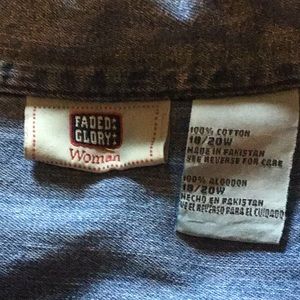 FADED
GLORY
Woman
100% COTTON
18/20W
MADE IN PAKISTAN
SEE REVERSE FOR CARE
100% ALGODON
18/20W
HECHO EN PAKISTAN
VEA EL REVERSO PARA EL CUIDADO